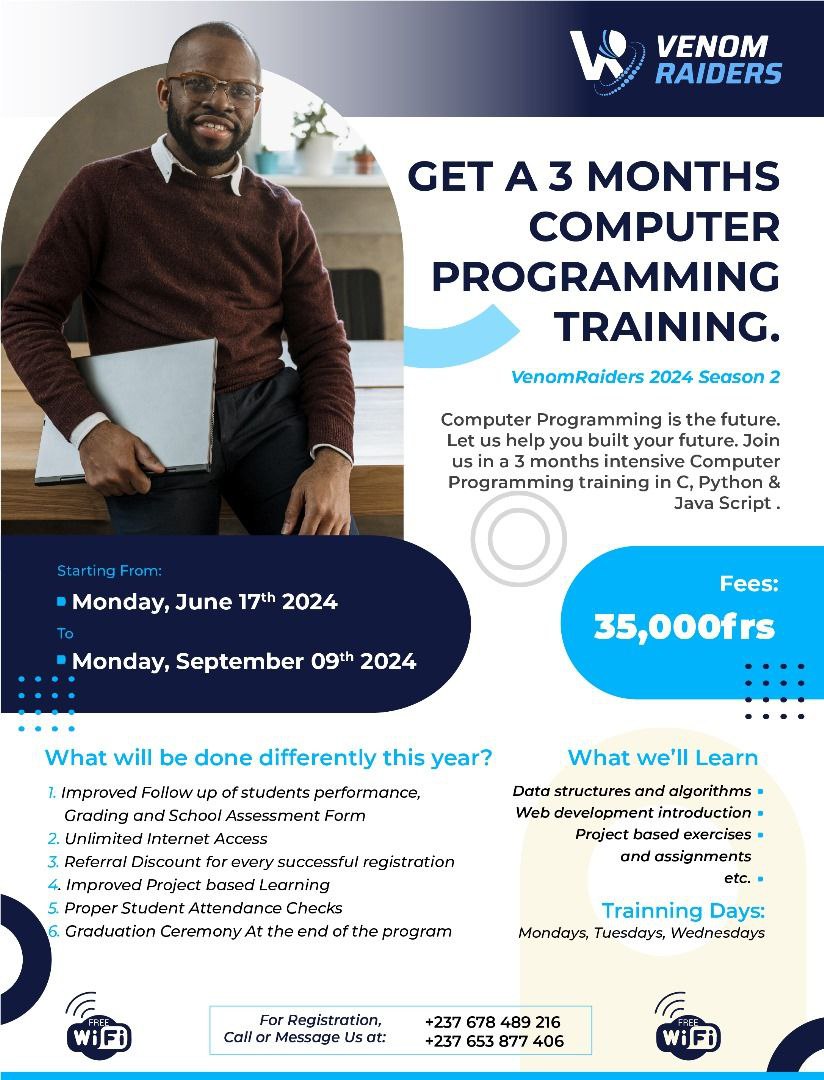 VENOM
RAIDERS
GET A 3 MONTHS
COMPUTER
PROGRAMMING
TRAINING.
VenomRaiders 2024 Season 2
Computer Programming is the future.
Let us help you built your future. Join
us in a 3 months intensive Computer
Programming training in C, Python &
Java Script .
Starting From:
Monday, June 17th 2024
To
Monday, September 09th 2024
Fees:
35,000frs
What will be done differently this year?
1. Improved Follow up of students performance,
Grading and School Assessment Form
2. Unlimited Internet Access
3. Referral Discount for every successful registration
4. Improved Project based Learning
5. Proper Student Attendance Checks
6. Graduation Ceremony At the end of the program
What we'll Learn
Data structures and algorithms
Web development introduction
Project based exercises
and assignments
etc.
Trainning Days:
Mondays, Tuesdays, Wednesdays
FREE
WiFi
For Registration,
Call or Message Us at:
+237 678 489 216
+237 653 877 406
FREE
WiFi